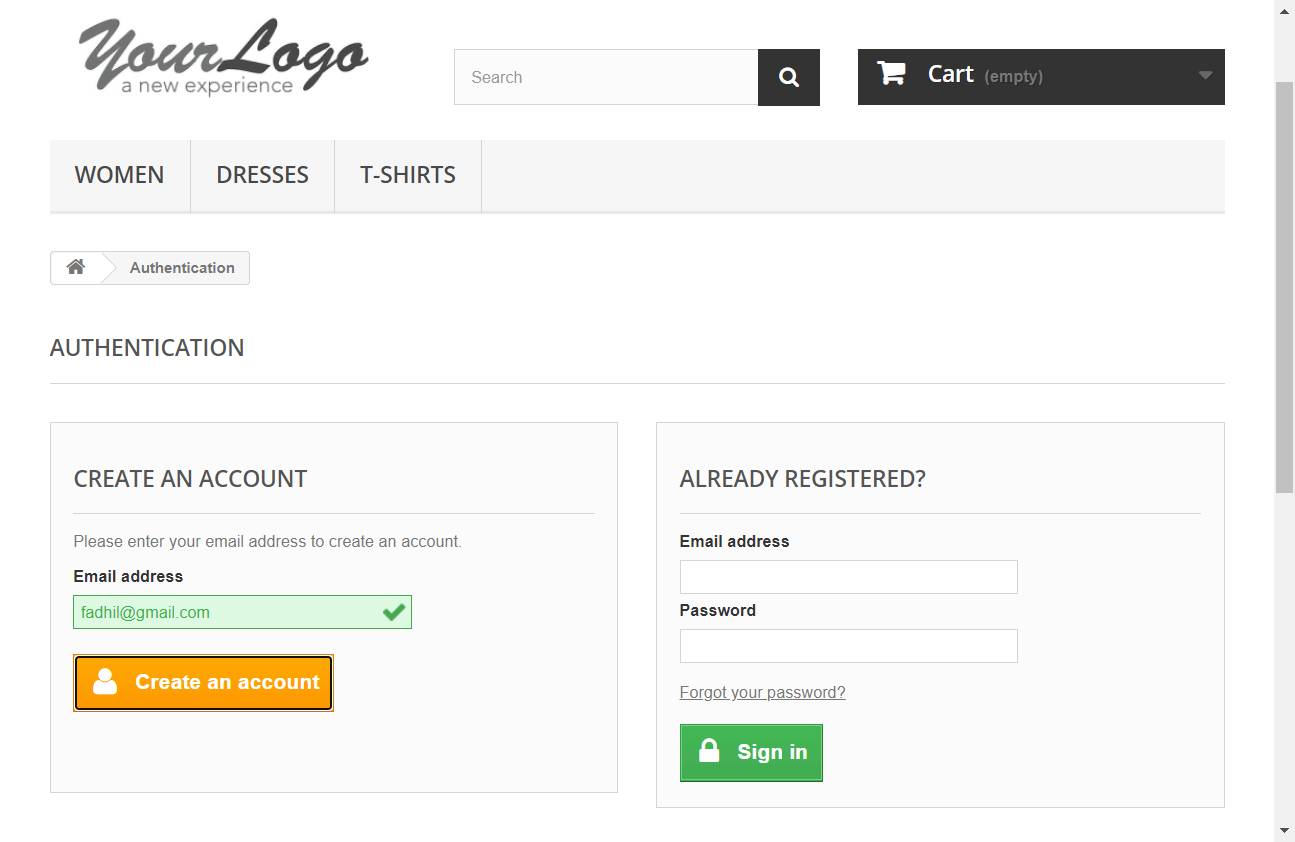 YourLogo
a new experience
Search
Cart (empty)
WOMEN DRESSES T-SHIRTS
Authentication
AUTHENTICATION
CREATE AN ACCOUNT
Please enter your email address to create an account.
Email address
fadhil@gmail.com
Create an account
ALREADY REGISTERED?
Email address
Password
Forgot your password?
Sign in